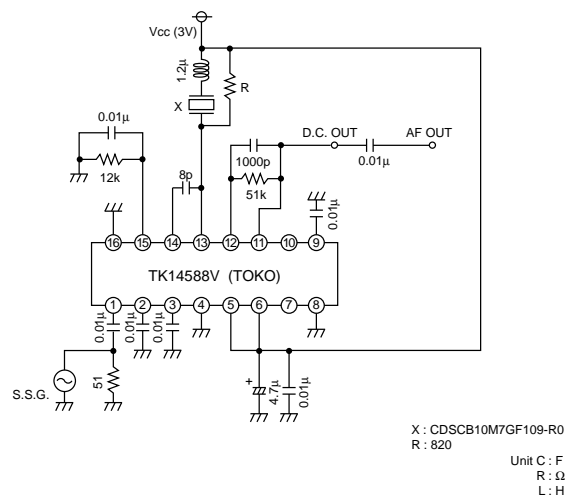 Vcc (3V)
1.2μ
R
X
0.01μ
12k
8p
1000p
51k
D.C. OUT
0.01μ
AF OUT
0.01μ
16 15 14 13 12 11 10 9
TK14588V (TOKO)
1 2 3 4 5 6 7 8
0.01μ
0.01μ
0.01μ
S.S.G.
51
+
4.7μ
0.01μ
X : CDSCB10M7GF109-R0
R : 820
Unit C : F
R : Ω
L : H